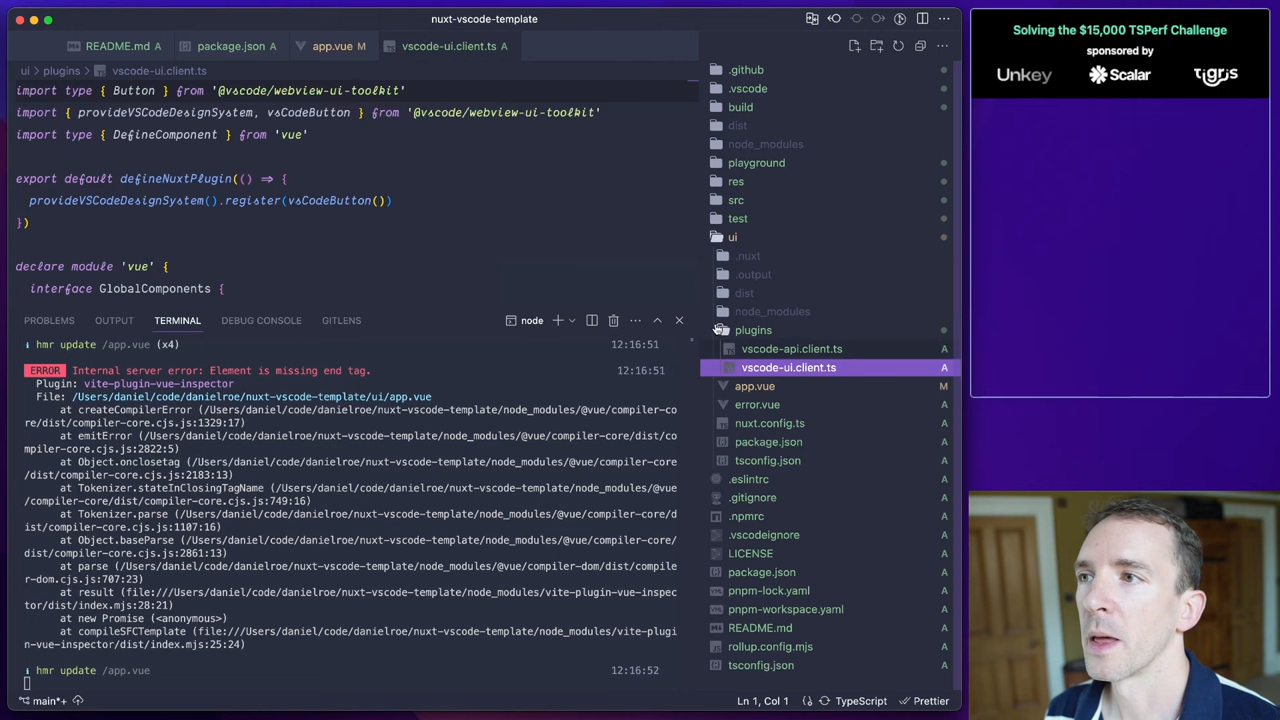 nuxt-vscode-template
README.md A
package.json A
app.vue M
vscode-ui.client.ts A
ui > plugins > vscode-ui.client.ts
import type { Button } from '@vscode/webview-ui-toolkit'
import { provideVSCodeDesignSystem, vsCodeButton } from '@vscode/webview-ui-toolkit'
import type { DefineComponent } from 'vue'
export default defineNuxtPlugin(() => {
provideVSCodeDesignSystem().register(vsCodeButton())
})
declare module 'vue' {
interface GlobalComponents {
PROBLEMS OUTPUT TERMINAL DEBUG CONSOLE GITLENS
node
i hmr update /app.vue (x4) 12:16:51
ERROR Internal server error: Element is missing end tag. 12:16:51
Plugin: vite-plugin-vue-inspector
File: /Users/daniel/code/danielroe/nuxt-vscode-template/ui/app.vue
at createCompilerError (/Users/daniel/code/danielroe/nuxt-vscode-template/node_modules/@vue/compiler-co
re/dist/compiler-core.cjs.js:1329:17)
at emitError (/Users/daniel/code/danielroe/nuxt-vscode-template/node_modules/@vue/compiler-core/dist/co
mpiler-core.cjs.js:2822:5)
at Object.onclosetag (/Users/daniel/code/danielroe/nuxt-vscode-template/node_modules/@vue/compiler-core
/dist/compiler-core.cjs.js:2183:13)
at Tokenizer.stateInClosingTagName (/Users/daniel/code/danielroe/nuxt-vscode-template/node_modules/@vue
/compiler-core/dist/compiler-core.cjs.js:749:16)
at Tokenizer.parse (/Users/daniel/code/danielroe/nuxt-vscode-template/node_modules/@vue/compiler-core/d
ist/compiler-core.cjs.js:1107:16)
at Object.baseParse (/Users/daniel/code/danielroe/nuxt-vscode-template/node_modules/@vue/compiler-core/
dist/compiler-core.cjs.js:2861:13)
at parse (/Users/daniel/code/danielroe/nuxt-vscode-template/node_modules/@vue/compiler-dom/dist/compile
r-dom.cjs.js:707:23)
at result (file:///Users/daniel/code/danielroe/nuxt-vscode-template/node_modules/vite-plugin-vue-inspec
tor/dist/index.mjs:28:21)
at new Promise (<anonymous>)
at compileSFCTemplate (file:///Users/daniel/code/danielroe/nuxt-vscode-template/node_modules/vite-plugi
n-vue-inspector/dist/index.mjs:25:24)
i hmr update /app.vue 12:16:52
.github
.vscode
build
dist
node_modules
playground
res
src
test
ui
.nuxt
.output
dist
node_modules
plugins
vscode-api.client.ts A
vscode-ui.client.ts A
app.vue M
error.vue A
nuxt.config.ts A
package.json A
tsconfig.json A
.eslintrc A
.gitignore A
.npmrc A
.vscodeignore A
LICENSE A
package.json A
pnpm-lock.yaml A
pnpm-workspace.yaml A
README.md A
rollup.config.mjs A
tsconfig.json A
main*+
Ln 1, Col 1
TypeScript
Prettier
Solving the $15,000 TSPerf Challenge
sponsored by
Unkey Scalar tigris